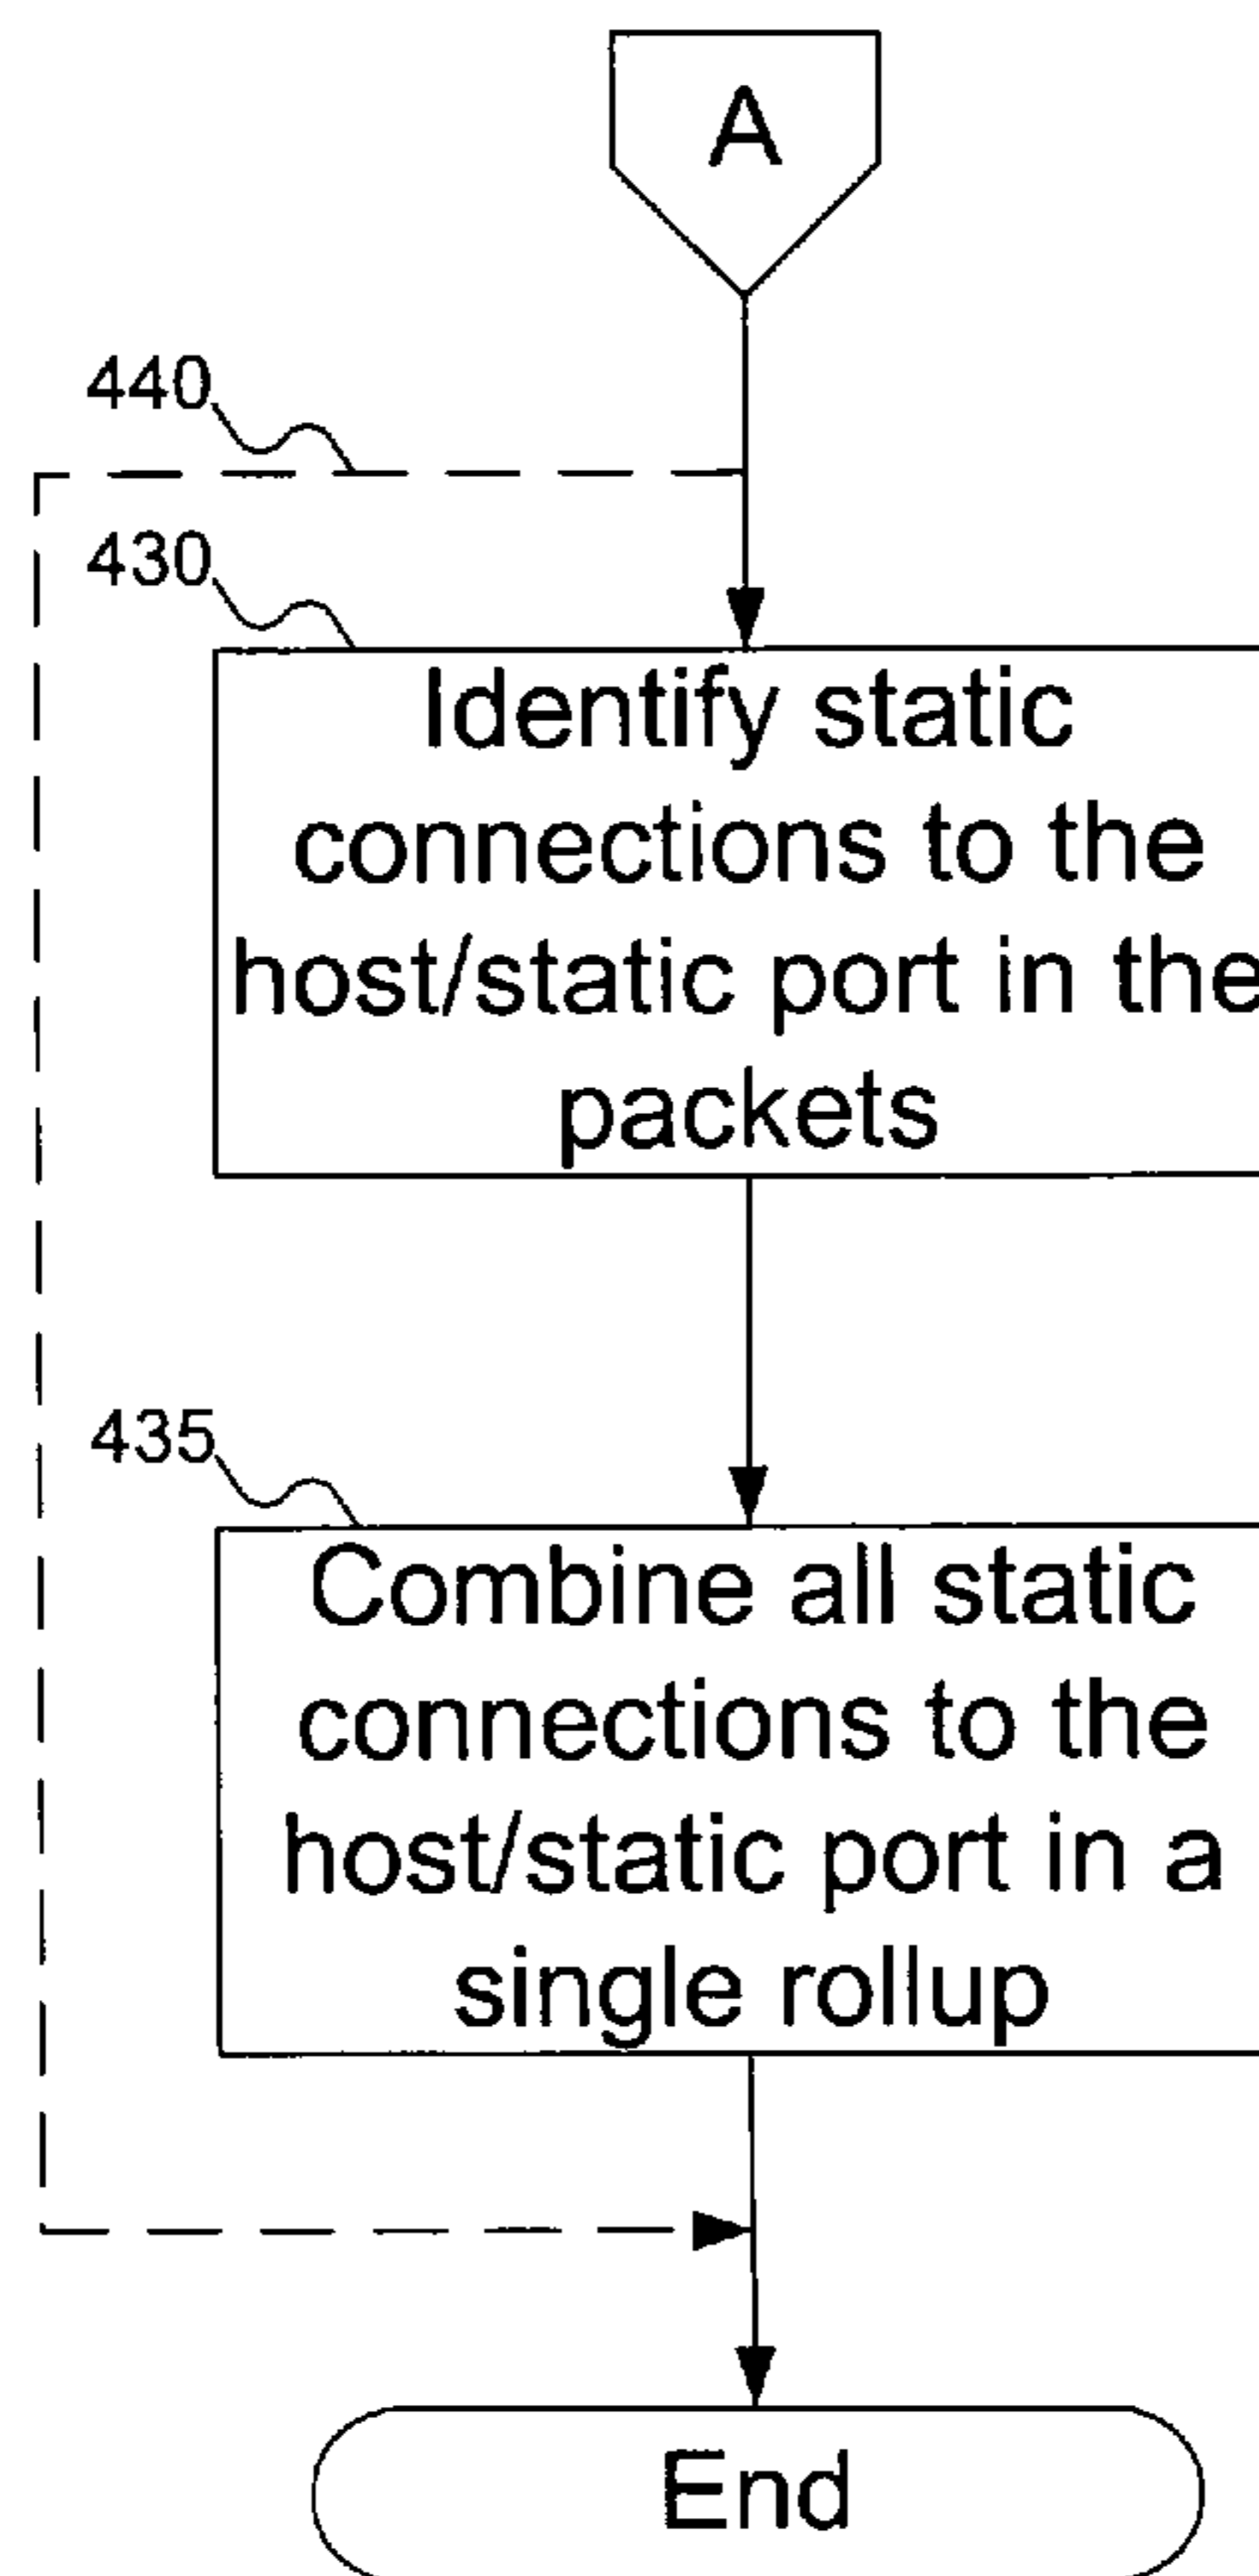 A
440
430
Identify static
connections to the
host/static port in the
packets
435
Combine all static
connections to the
host/static port in a
single rollup
End